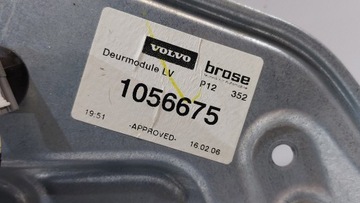 VOLVO brose
Deurmodule LV P12 352
1056675
19:51 -APPROVED- 16.02.06